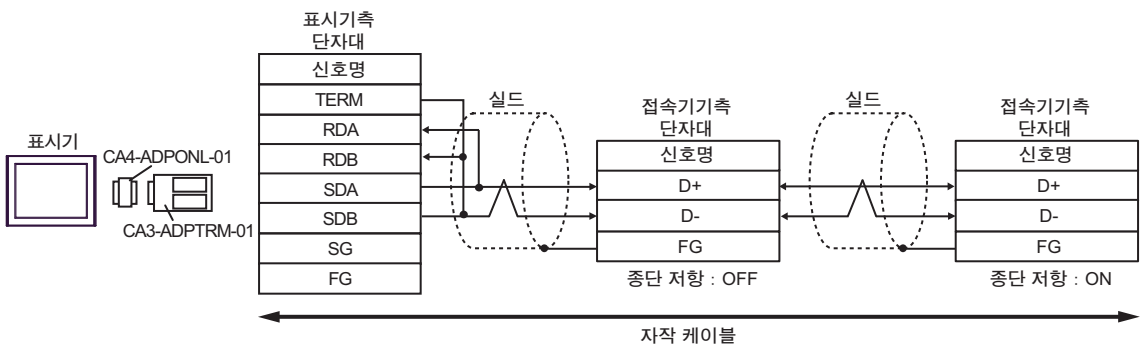 표시기
CA4-ADPONL-01
CA3-ADPTRM-01
표시기측
단자대
신호명
TERM
RDA
RDB
SDA
SDB
SG
FG
실드
접속기기측
단자대
신호명
D+
D-
FG
종단 저항 : OFF
실드
접속기기측
단자대
신호명
D+
D-
FG
종단 저항 : ON
자작 케이블